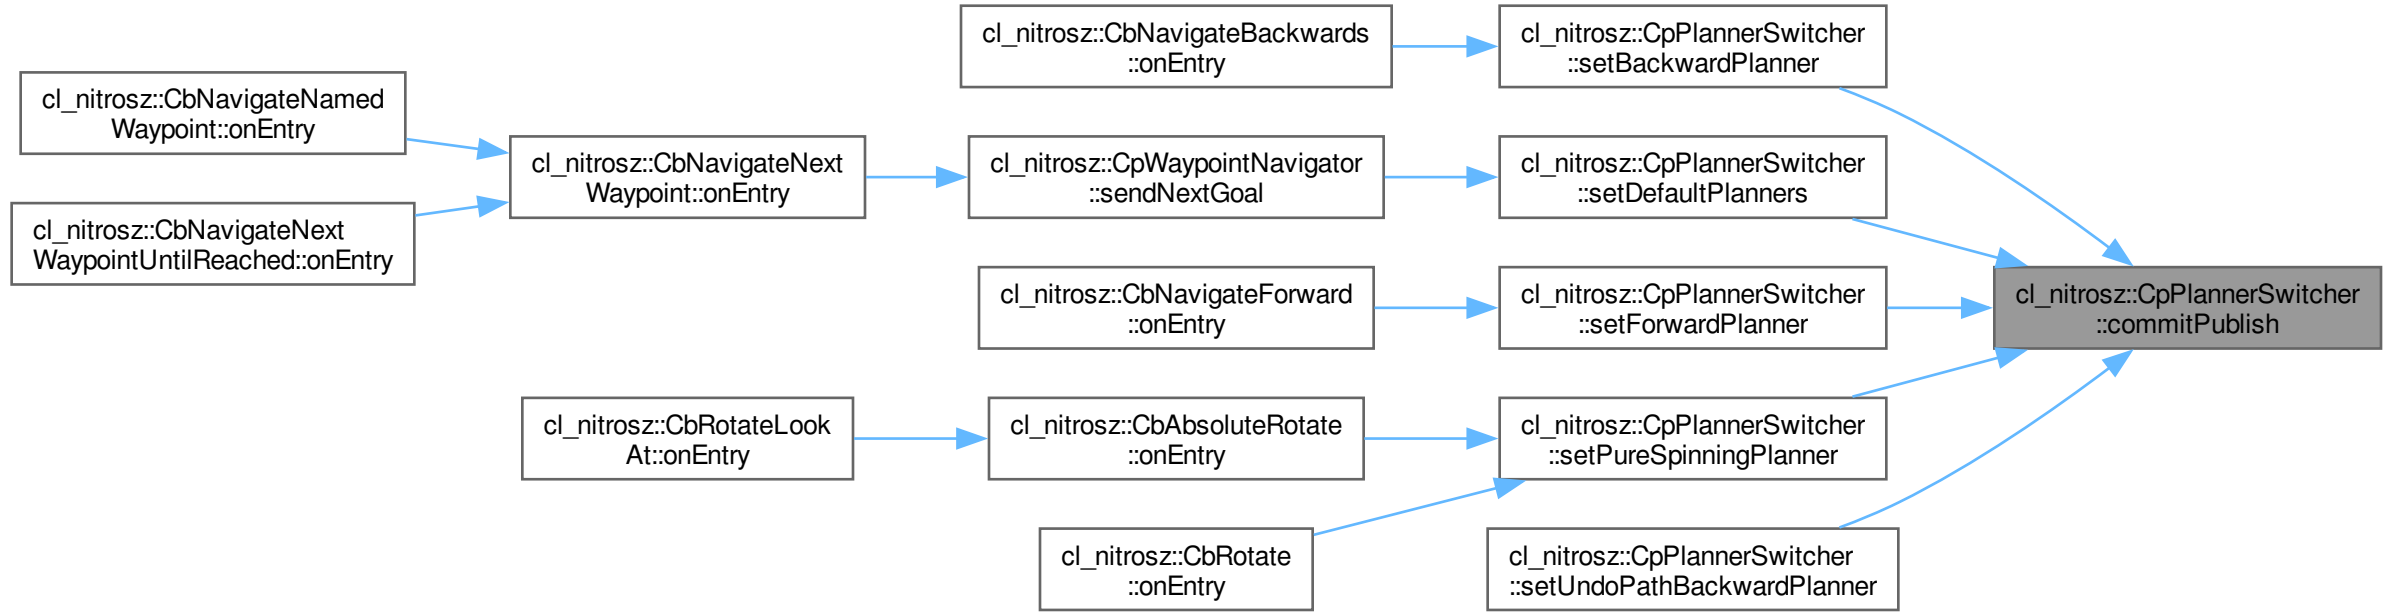 cl_nitrosz::CbNavigateBackwards
::onEntry
cl_nitrosz::CpPlannerSwitcher
::setBackwardPlanner
cl_nitrosz::CbNavigateNamed
Waypoint::onEntry
cl_nitrosz::CbNavigateNext
Waypoint::onEntry
cl_nitrosz::CpWaypointNavigator
::sendNextGoal
cl_nitrosz::CpPlannerSwitcher
::setDefaultPlanners
cl_nitrosz::CbNavigateNext
WaypointUntilReached::onEntry
cl_nitrosz::CbNavigateForward
::onEntry
cl_nitrosz::CpPlannerSwitcher
::setForwardPlanner
cl_nitrosz::CpPlannerSwitcher
::commitPublish
cl_nitrosz::CbRotateLook
At::onEntry
cl_nitrosz::CbAbsoluteRotate
::onEntry
cl_nitrosz::CpPlannerSwitcher
::setPureSpinningPlanner
cl_nitrosz::CbRotate
::onEntry
cl_nitrosz::CpPlannerSwitcher
::setUndoPathBackwardPlanner